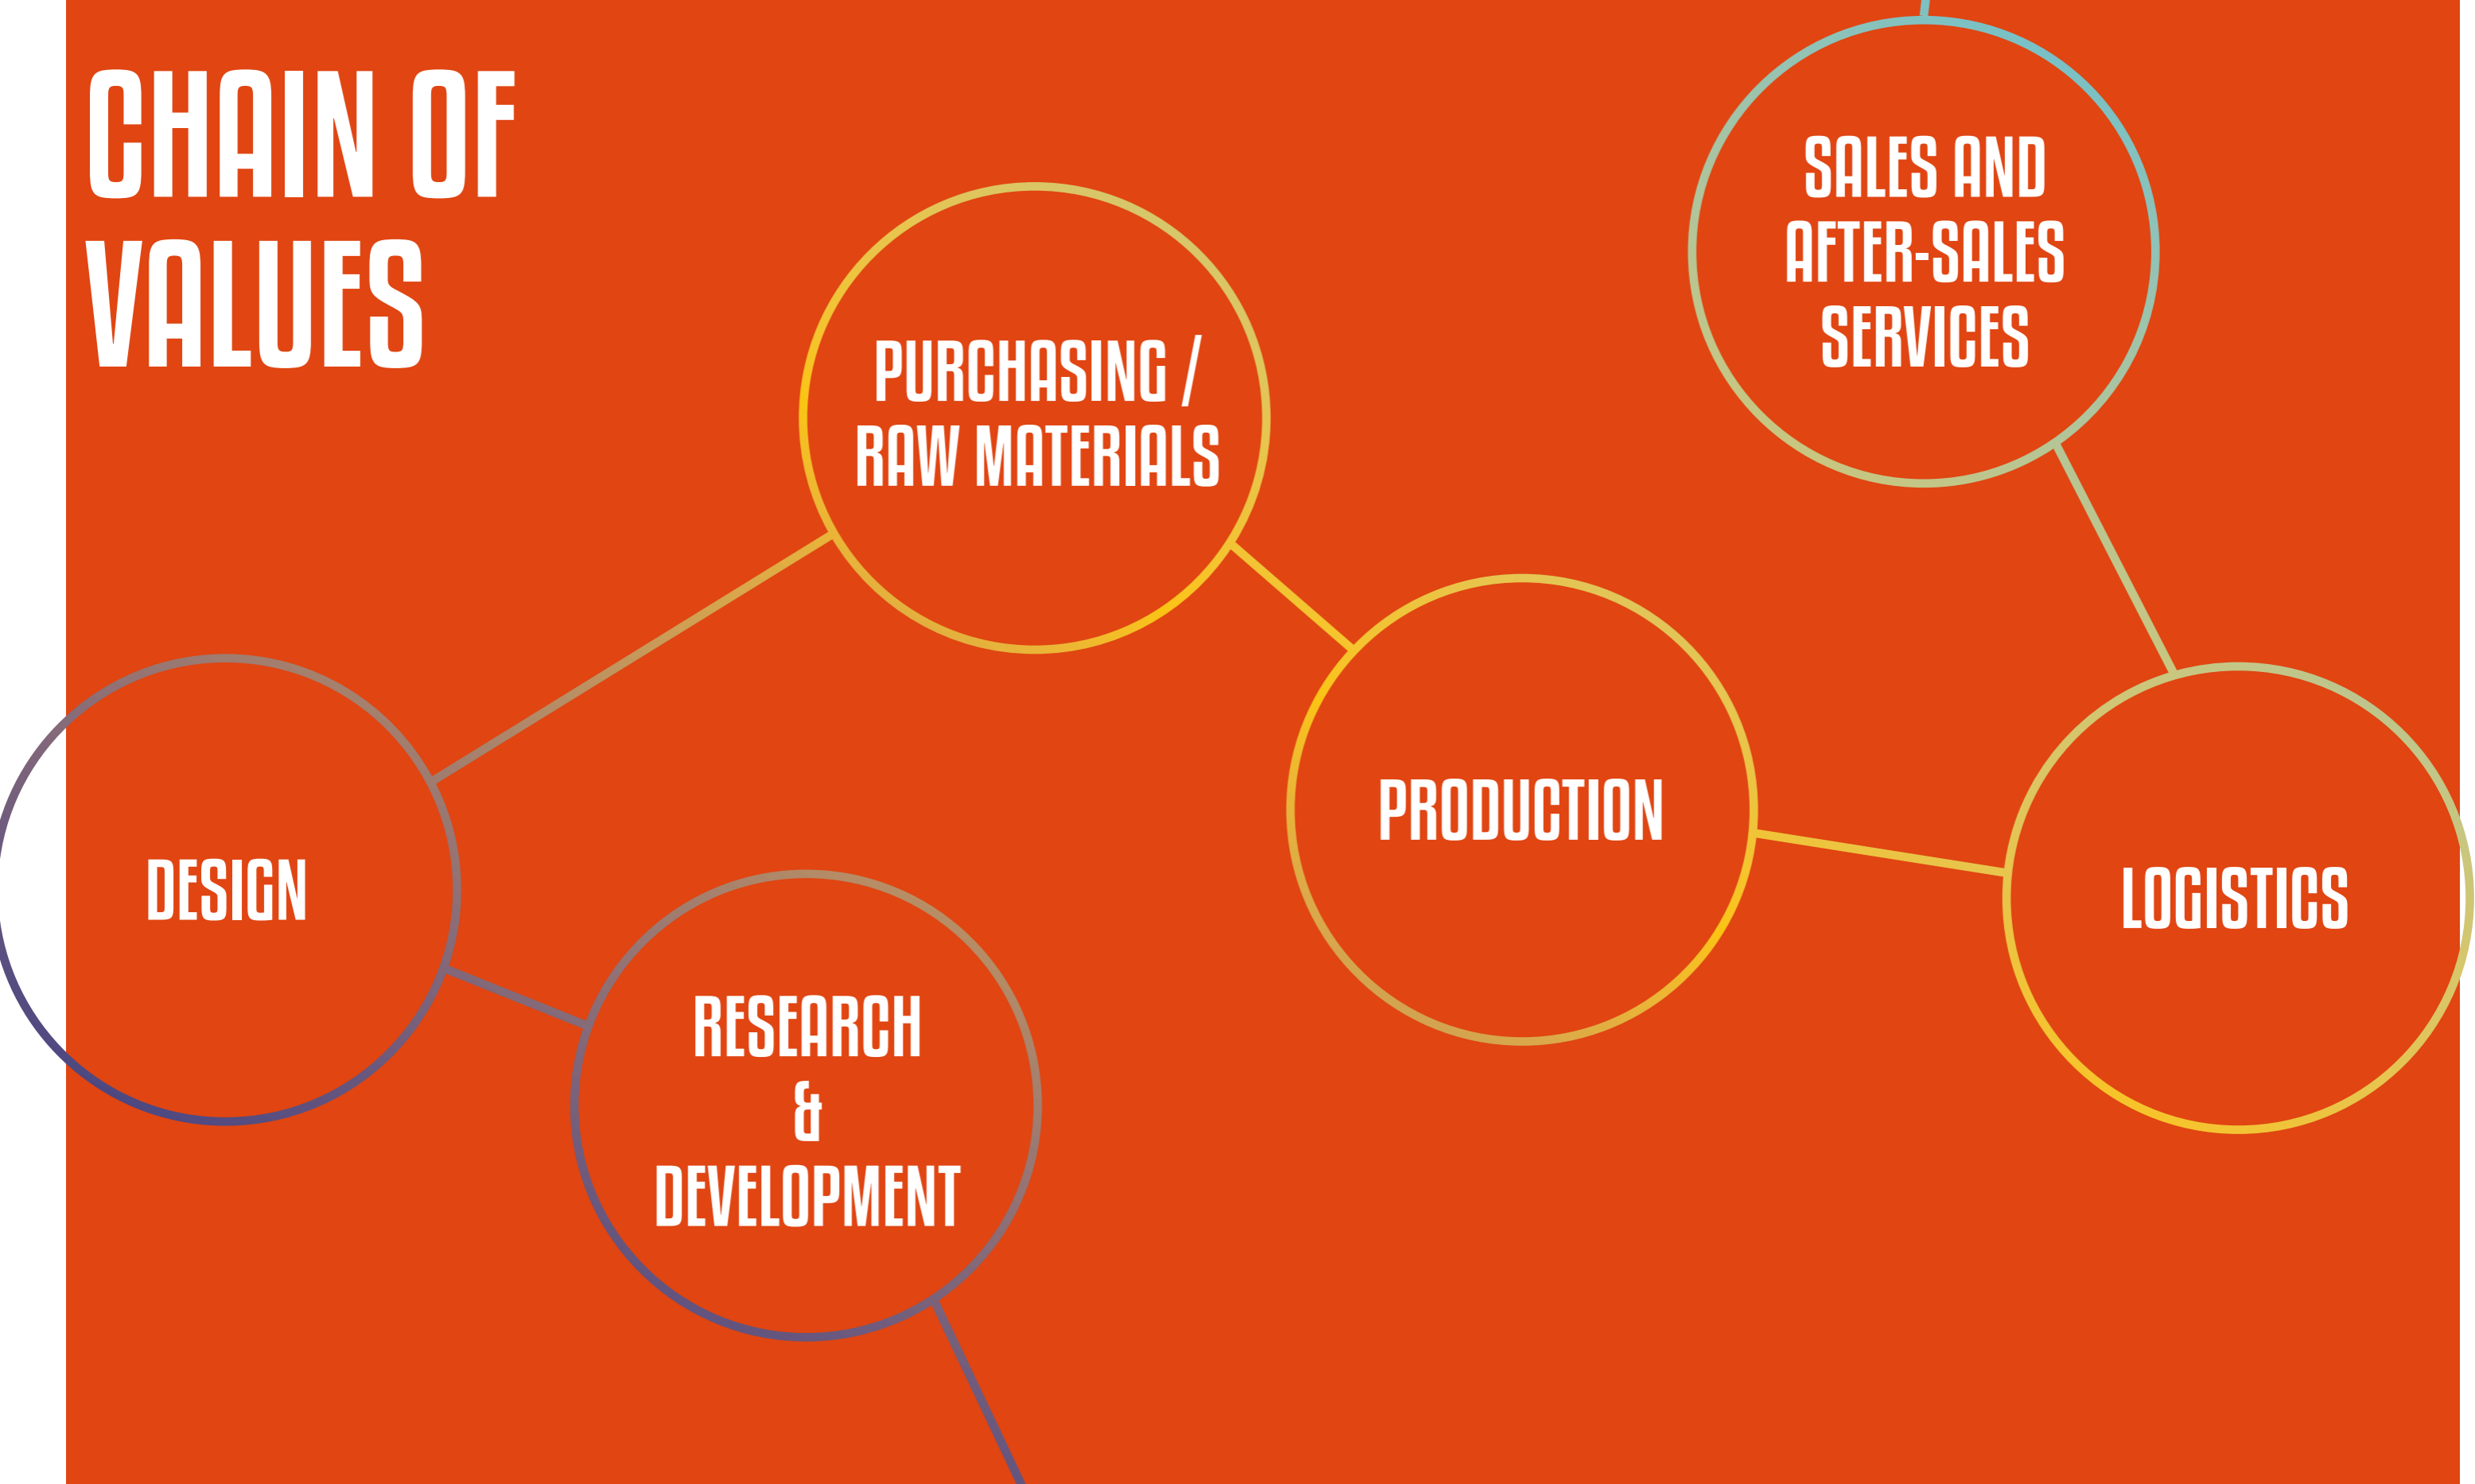 CHAIN OF
VALUES
SALES AND
AFTER-SALES
SERVICES
PURCHASING /
RAW MATERIALS
PRODUCTION
DESIGN
LOGISTICS
RESEARCH
&
DEVELOPMENT